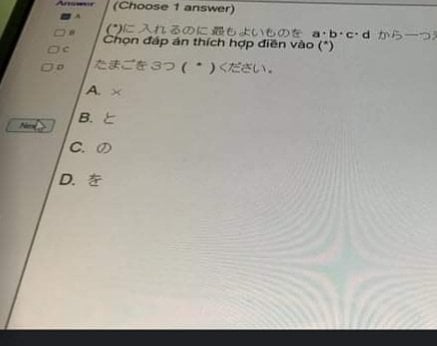 Answer
(Choose 1 answer)
A
B
C
D
(*)に 入れるのに 最もよいものを a・b・c・d から一つ
Chọn đáp án thích hợp điền vào (*)
たまごを3つ ( * )ください。
A. ×
B. と
C. の
D. を
Next